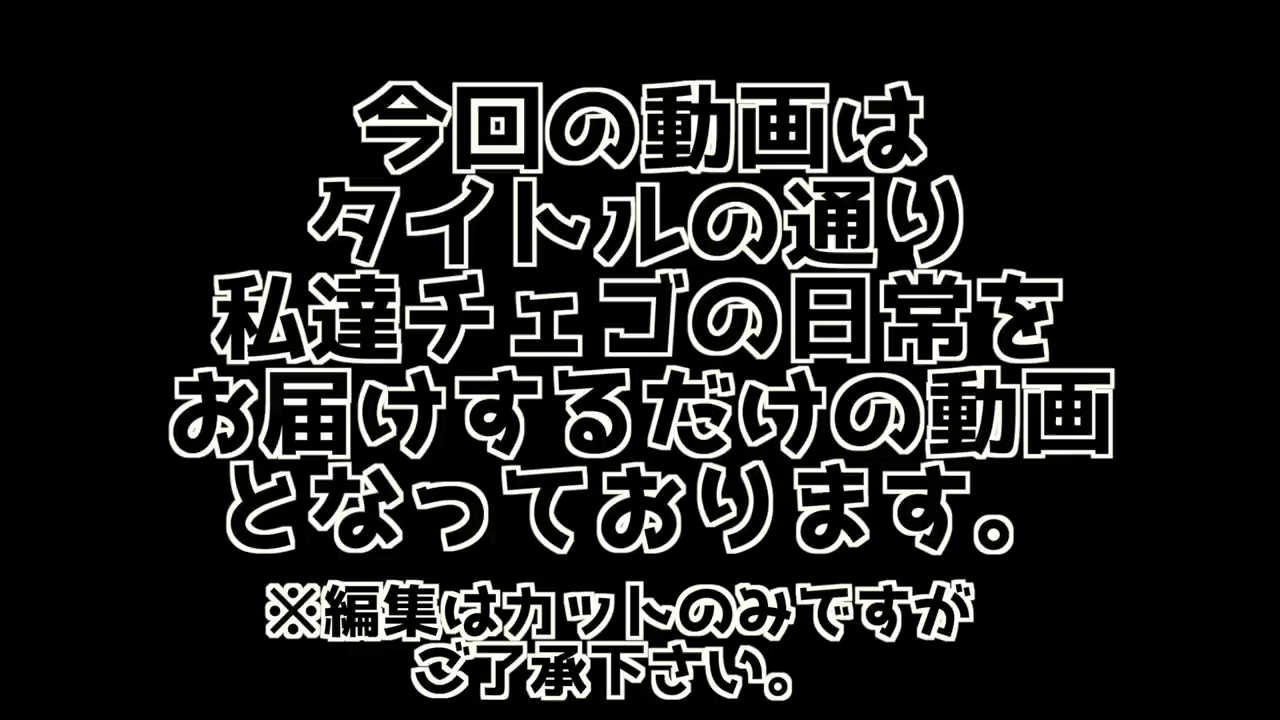 今回の動画は
タイトルの通り
私達チェゴの日常を
お届けするだけの動画
となっております。
※編集はカットのみですが
ご了承下さい。